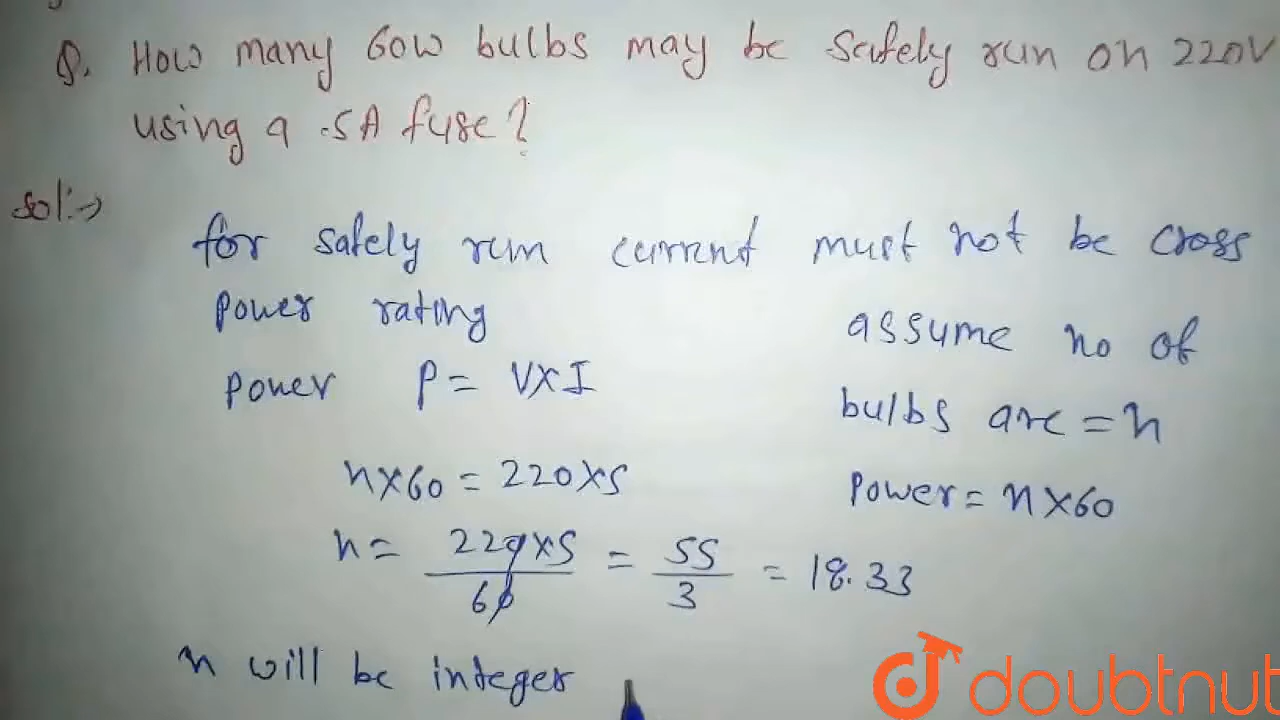 Q. How many 60W bulbs may be safely run on 220V
using a .5A fuse?
Sol:→
for safely run current must not be cross
power rating
assume no of
power P = V×I
bulbs are = n
n×60 = 220×5
power = n×60
n = 220×5 / 60 = 55 / 3 = 18.33
n will be integer
doubtnut